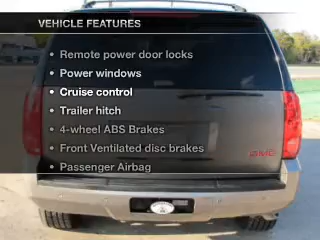 VEHICLE FEATURES
• Remote power door locks
• Power windows
• Cruise control
• Trailer hitch
• 4-wheel ABS Brakes
• Front Ventilated disc brakes
• Passenger Airbag
GMC